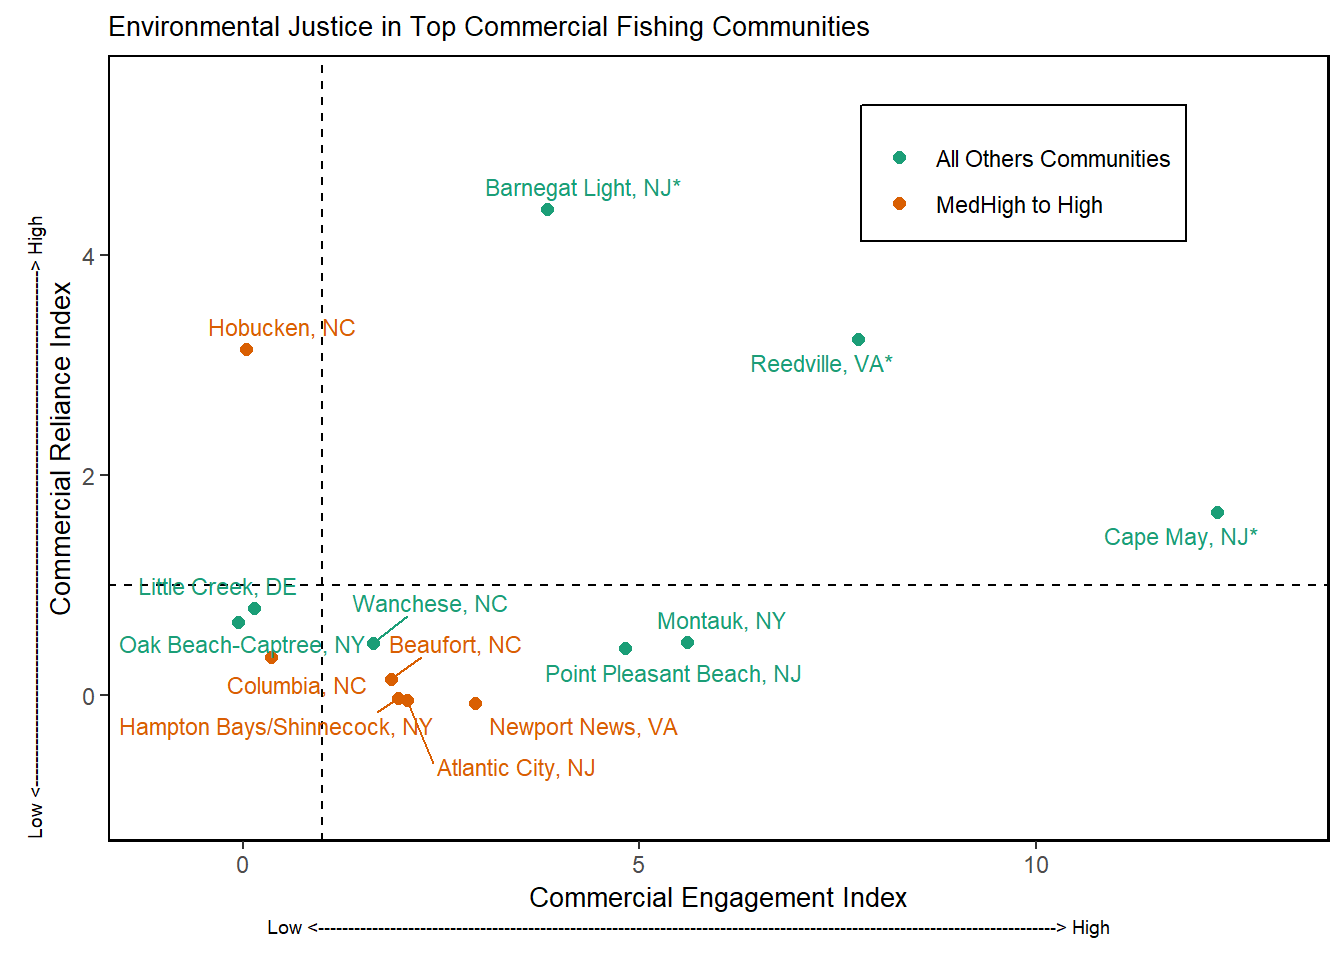 Environmental Justice in Top Commercial Fishing Communities
All Others Communities
MedHigh to High
Barnegat Light, NJ*
Hobucken, NC
Reedville, VA*
Cape May, NJ*
Little Creek, DE
Wanchese, NC
Montauk, NY
Oak Beach-Captree, NY
Beaufort, NC
Point Pleasant Beach, NJ
Columbia, NC
Hampton Bays/Shinnecock, NY
Newport News, VA
Atlantic City, NJ
4
2
0
Commercial Reliance Index
Low <----------------------------------------------------------------------------------------> High
0
5
10
Commercial Engagement Index
Low <---------------------------------------------------------------------------------------------------------------------------> High